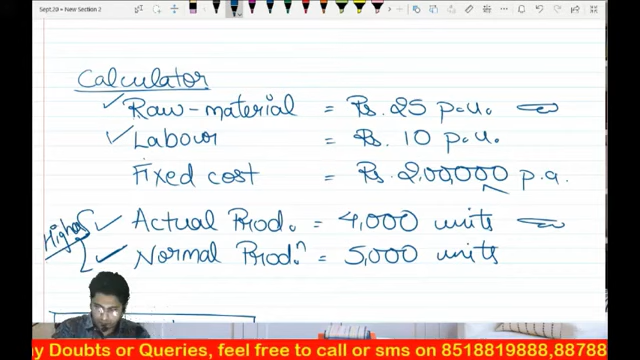 Sept.20 - New Section 2
Calculator
Raw-material = Rs. 25 p.u.
Labour = Rs. 10 p.u.
Fixed cost = Rs. 2,00,000 p.a.
Higher
Actual Prod. = 4,000 units
Normal Prod.n = 5,000 units
ny Doubts or Queries, feel free to call or sms on 8518819888,88788